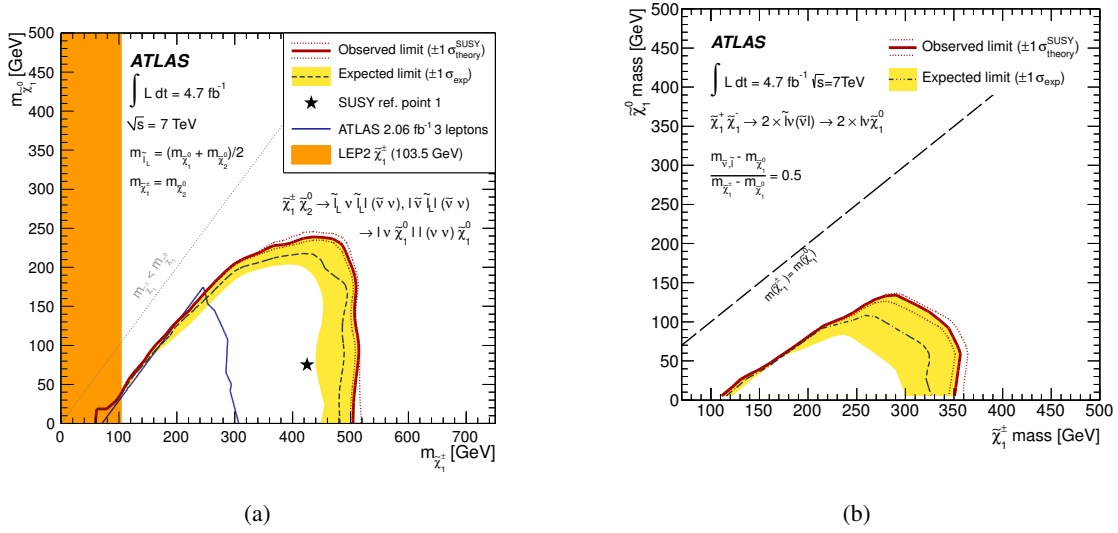 ATLAS
∫ L dt = 4.7 fb⁻¹
√s = 7 TeV
m_l̃_L = (m_χ̃₁⁰ + m_χ̃₂⁰)/2
m_χ̃₁± = m_χ̃₂⁰
Observed limit (±1 σ_theory^SUSY)
Expected limit (±1 σ_exp)
SUSY ref. point 1
ATLAS 2.06 fb⁻¹ 3 leptons
LEP2 χ̃₁± (103.5 GeV)
χ̃₁± χ̃₂⁰ → l̃_L ν l̃_L l (ν̃ ν), l ν̃ l̃_L l (ν̃ ν)
→ l ν χ̃₁⁰ l l (ν ν) χ̃₁⁰
m_χ̃₁± < m_χ̃₁⁰
m_χ̃₁⁰ [GeV]
500
450
400
350
300
250
200
150
100
50
0
0 100 200 300 400 500 600 700
m_χ̃₁± [GeV]
(a)
ATLAS
∫ L dt = 4.7 fb⁻¹ √s=7TeV
χ̃₁⁺ χ̃₁⁻ → 2 × l̃ν(ν̃l) → 2 × lνχ̃₁⁰
m_ν̃,l̃ - m_χ̃₁⁰
m_χ̃₁± - m_χ̃₁⁰ = 0.5
Observed limit (±1 σ_theory^SUSY)
Expected limit (±1 σ_exp)
m(χ̃₁±) = m(χ̃₁⁰)
χ̃₁⁰ mass [GeV]
500
450
400
350
300
250
200
150
100
50
0
100 150 200 250 300 350 400 450 500
χ̃₁± mass [GeV]
(b)